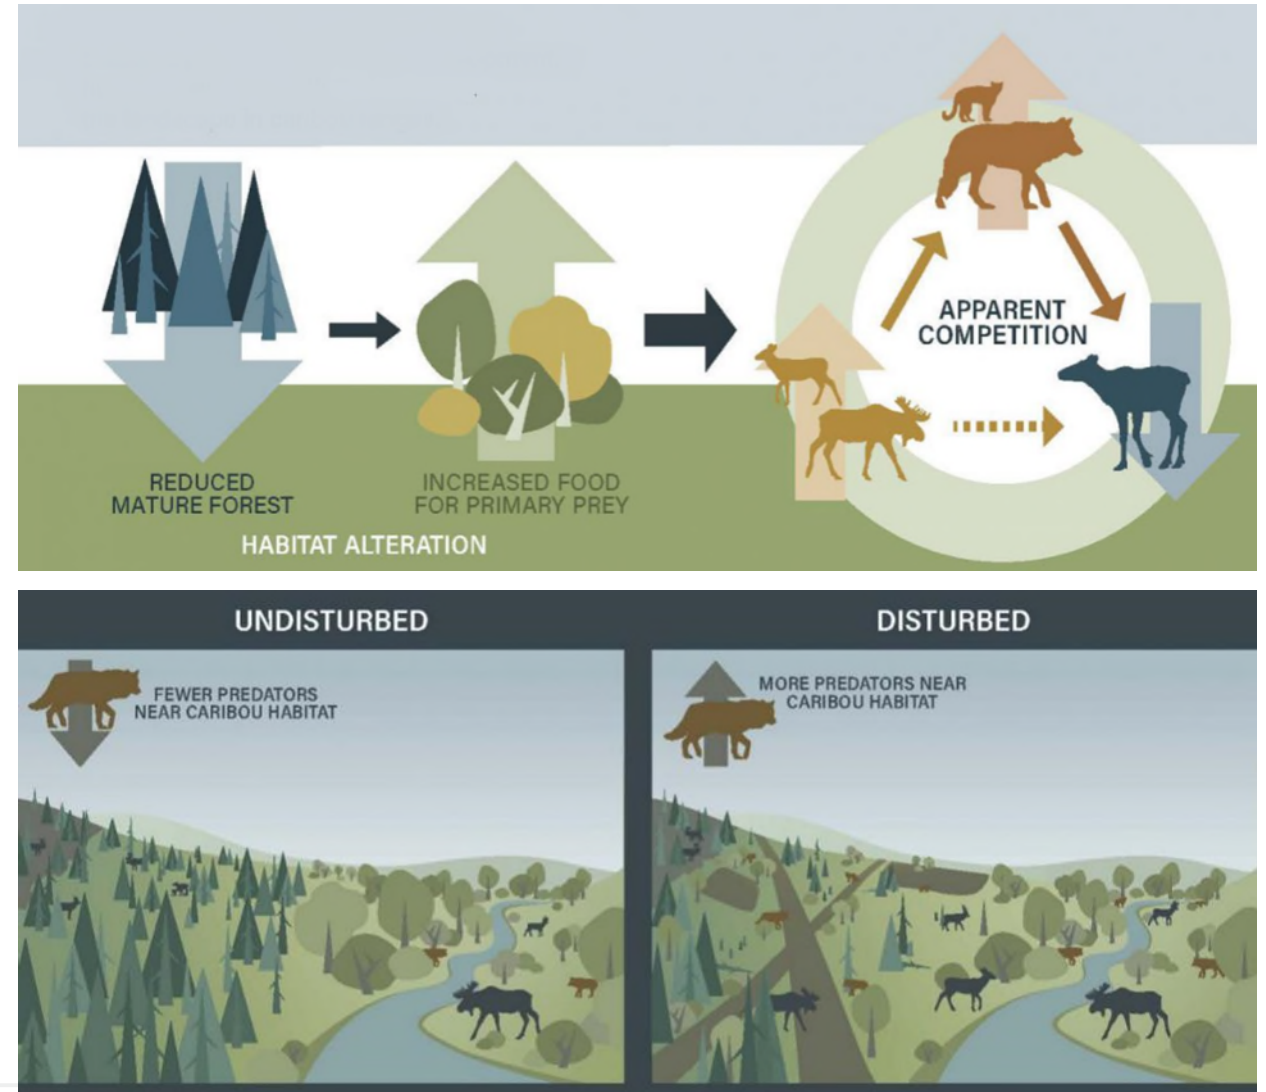 APPARENT
COMPETITION
REDUCED
MATURE FOREST
INCREASED FOOD
FOR PRIMARY PREY
HABITAT ALTERATION
UNDISTURBED
FEWER PREDATORS
NEAR CARIBOU HABITAT
DISTURBED
MORE PREDATORS NEAR
CARIBOU HABITAT